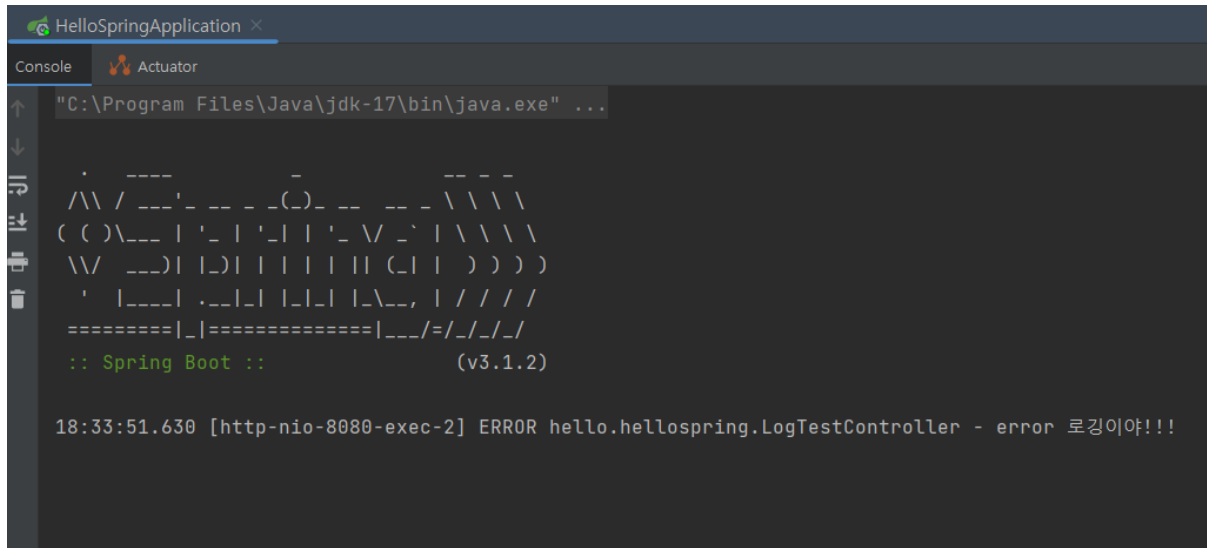 HelloSpringApplication
Console Actuator
"C:\Program Files\Java\jdk-17\bin\java.exe" ...
  .   ____          _            __ _ _
 /\\ / ___'_ __ _ _(_)_ __  __ _ \ \ \ \
( ( )\___ | '_ | '_| | '_ \/ _` | \ \ \ \
 \\/  ___)| |_)| | | | | || (_| |  ) ) ) )
  '  |____| .__|_| |_|_| |_\__, | / / / /
 =========|_|==============|___/=/_/_/_/
 :: Spring Boot ::                (v3.1.2)
18:33:51.630 [http-nio-8080-exec-2] ERROR hello.hellospring.LogTestController - error 로깅이야!!!